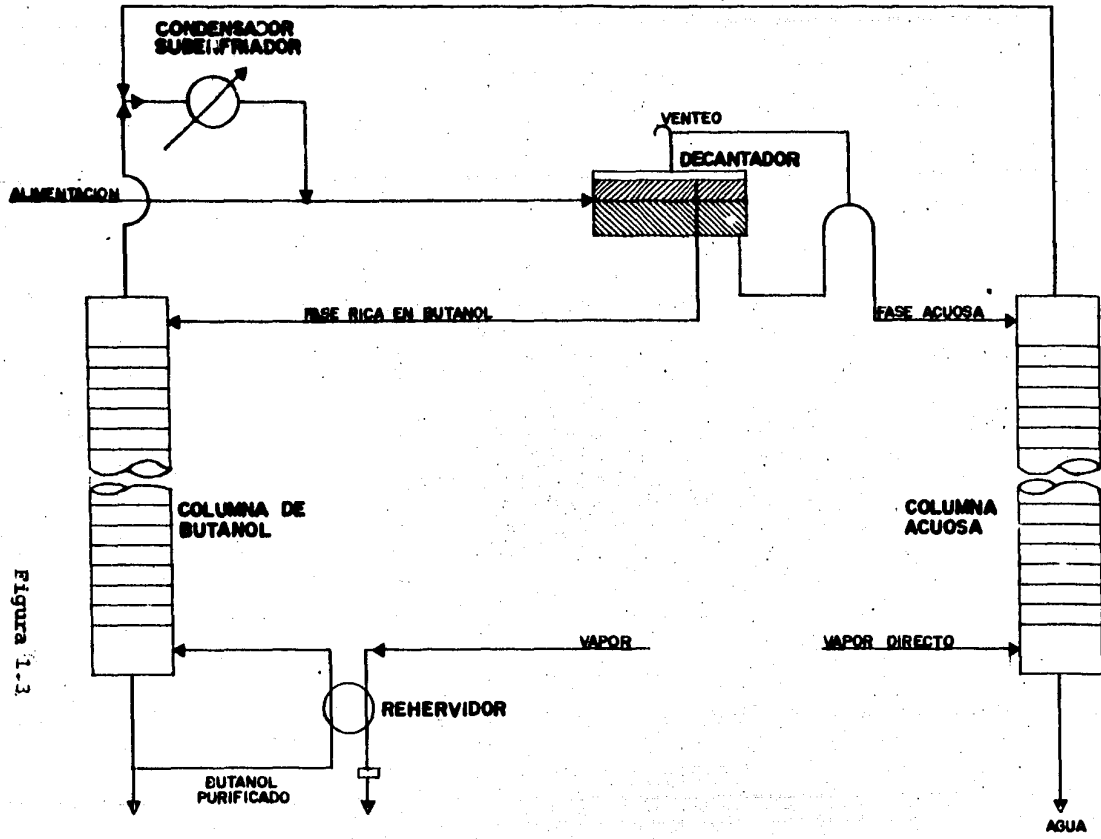 CONDENSADOR
SUBENFRIADOR
VENTEO
DECANTADOR
ALIMENTACION
FASE RICA EN BUTANOL
FASE ACUOSA
COLUMNA DE
BUTANOL
COLUMNA
ACUOSA
VAPOR
VAPOR DIRECTO
REHERVIDOR
BUTANOL
PURIFICADO
AGUA
Figura 1-3